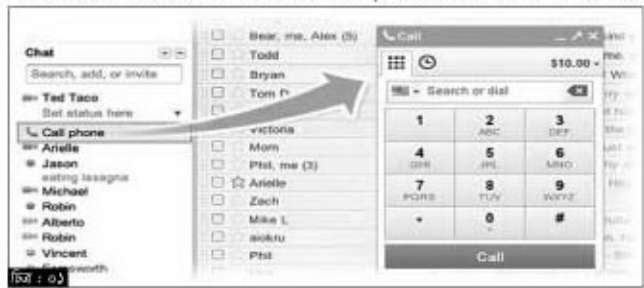 Chat
Search, add, or invite
Ted Taco
Set status here
Call phone
Arielle
Jason
eating lasagna
Michael
Robin
Alberto
Robin
Vincent
Bear, me, Alex (5)
Todd
Bryan
Tom
Victoria
Mom
Phil, me (3)
Arielle
Zach
Mike L
aiokru
Phil
Call
$10.00
Search or dial
1
2 ABC
3 DEF
4 GHI
5 JKL
6 MNO
7 PQRS
8 TUV
9 WXYZ
*
0 +
#
Call
চিত্র : ০১